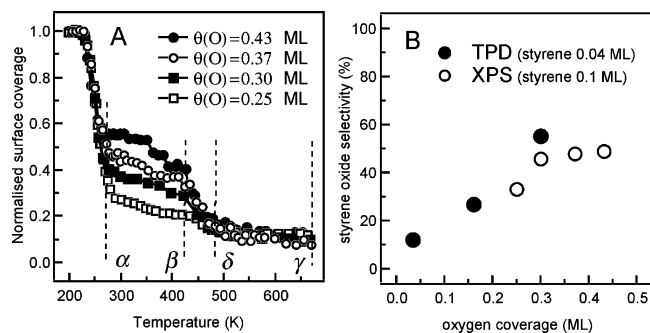 A
θ(O)=0.43 ML
θ(O)=0.37 ML
θ(O)=0.30 ML
θ(O)=0.25 ML
Normalised surface coverage
1.0
0.8
0.6
0.4
0.2
0.0
α β δ γ
200 300 400 500 600
Temperature (K)
B
TPD (styrene 0.04 ML)
XPS (styrene 0.1 ML)
styrene oxide selectivity (%)
100
80
60
40
20
0
0.0 0.1 0.2 0.3 0.4 0.5
oxygen coverage (ML)